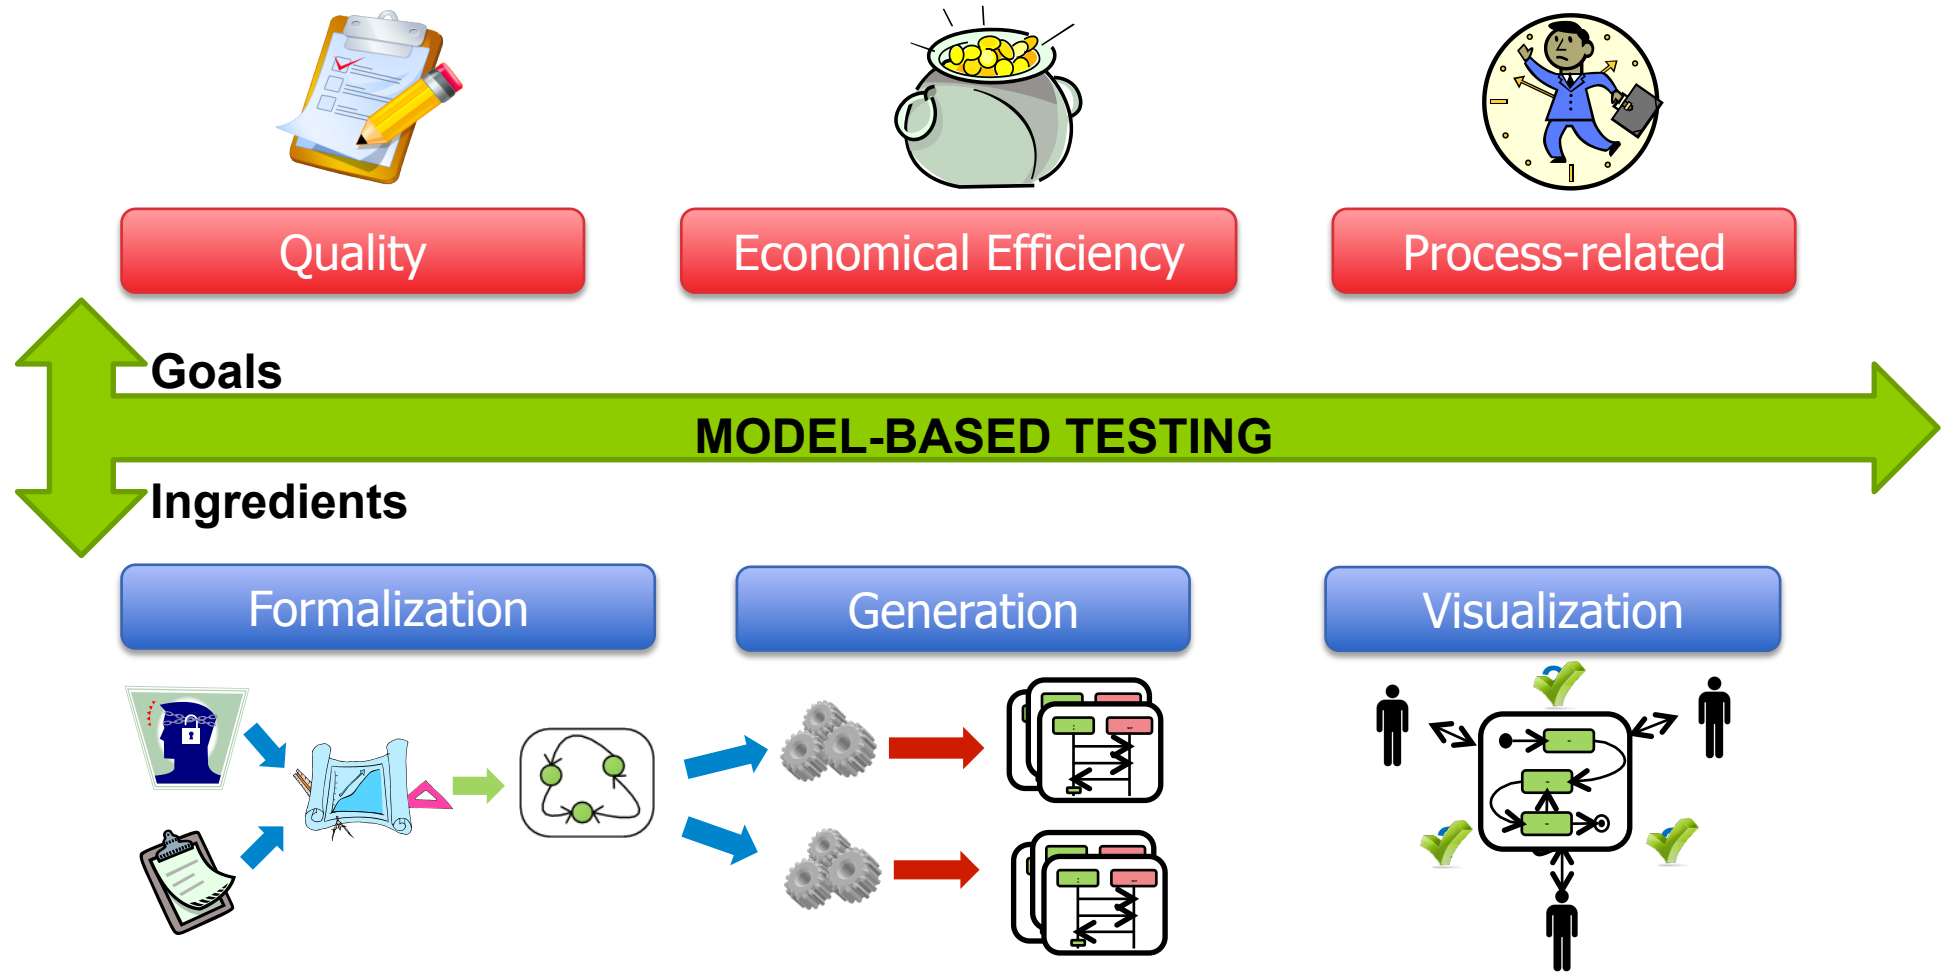 Quality
Economical Efficiency
Process-related
Goals
MODEL-BASED TESTING
Ingredients
Formalization
Generation
Visualization